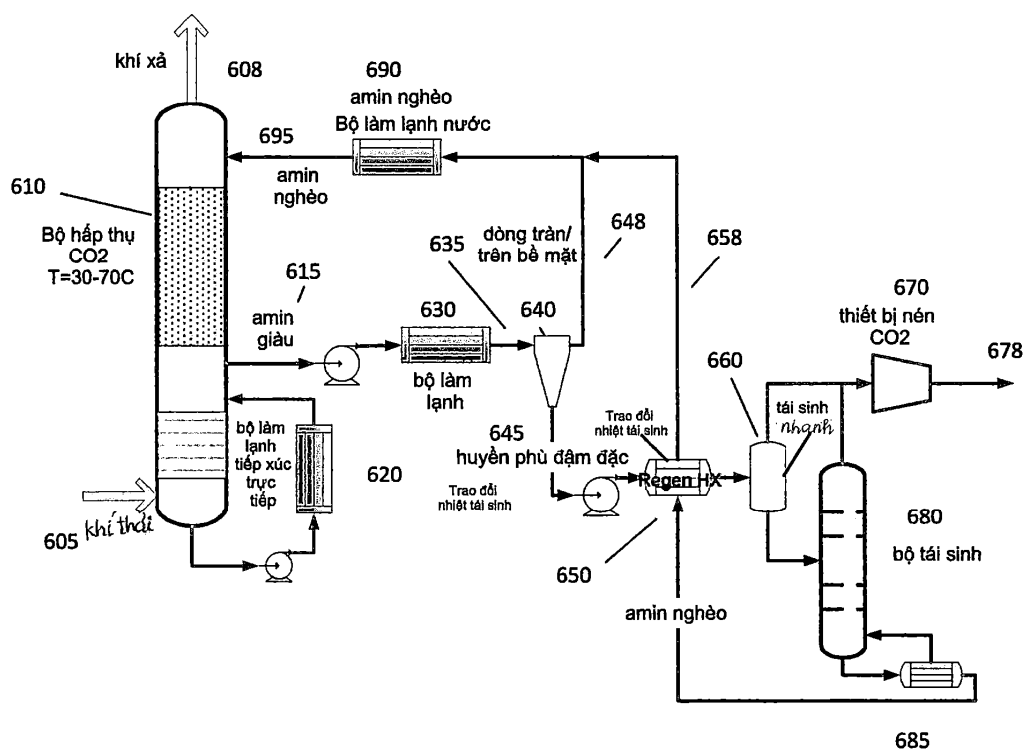 khí xả
608
690
amin nghèo
Bộ làm lạnh nước
695
amin
nghèo
610
Bộ hấp thụ
CO2
T=30-70C
615
amin
giàu
630
bộ làm
lạnh
635
dòng tràn/
trên bề mặt
640
648
658
670
thiết bị nén
CO2
678
660
tái sinh
nhanh
Trao đổi
nhiệt tái sinh
645
huyền phù đậm đặc
Trao đổi
nhiệt tái sinh
Regen HX
650
bộ làm
lạnh
tiếp xúc
trực
tiếp
620
605
khí thải
680
bộ tái sinh
amin nghèo
685